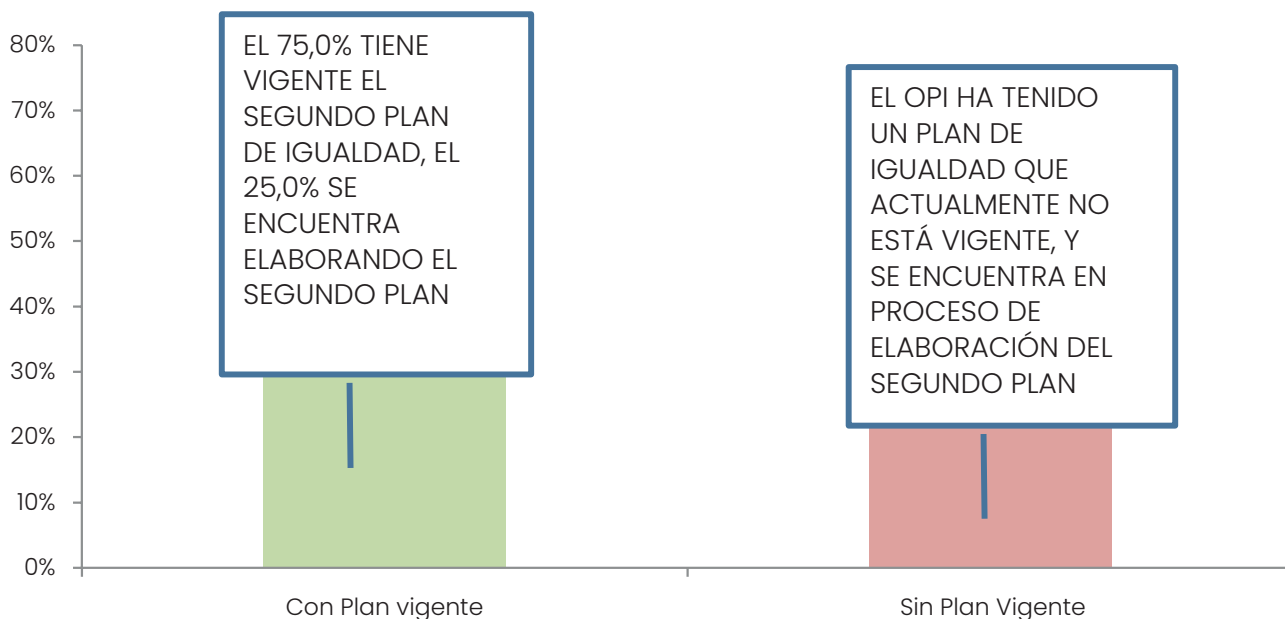 80%
70%
60%
50%
40%
30%
20%
10%
0%
EL 75,0% TIENE
VIGENTE EL
SEGUNDO PLAN
DE IGUALDAD, EL
25,0% SE
ENCUENTRA
ELABORANDO EL
SEGUNDO PLAN
EL OPI HA TENIDO
UN PLAN DE
IGUALDAD QUE
ACTUALMENTE NO
ESTÁ VIGENTE, Y
SE ENCUENTRA EN
PROCESO DE
ELABORACIÓN DEL
SEGUNDO PLAN
Con Plan vigente
Sin Plan Vigente